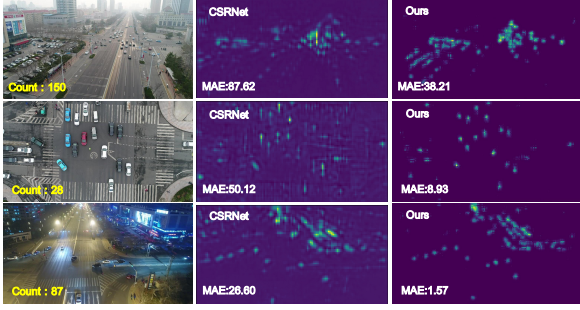 CSRNet
Ours
Count : 150
MAE:87.62
MAE:38.21
CSRNet
Ours
Count : 28
MAE:50.12
MAE:8.93
CSRNet
Ours
Count : 87
MAE:26.60
MAE:1.57